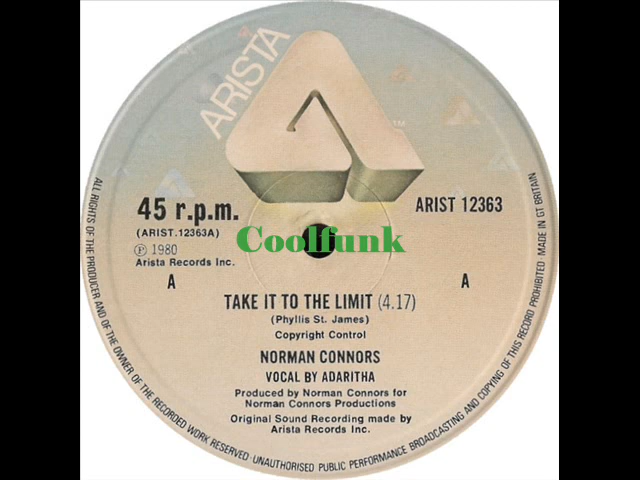 ARISTA
TM
45 r.p.m.
(ARIST.12363A)
℗ 1980
Arista Records Inc.
ARIST 12363
Coolfunk
A
A
TAKE IT TO THE LIMIT (4.17)
(Phyllis St. James)
Copyright Control
NORMAN CONNORS
VOCAL BY ADARITHA
Produced by Norman Connors for
Norman Connors Productions
Original Sound Recording made by
Arista Records Inc.
ALL RIGHTS OF THE PRODUCER AND OF THE OWNER OF THE RECORDED WORK RESERVED · UNAUTHORISED PUBLIC PERFORMANCE BROADCASTING AND COPYING OF THIS RECORD PROHIBITED MADE IN GT BRITAIN